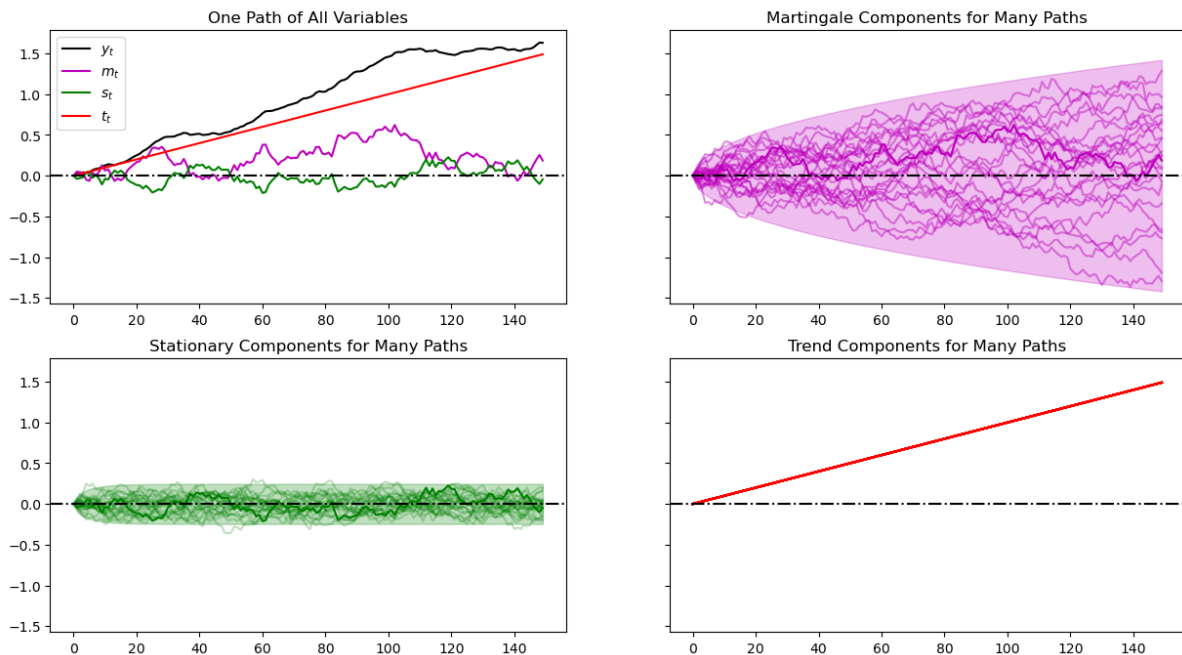 One Path of All Variables
1.5
1.0
0.5
0.0
−0.5
−1.0
−1.5
y_t
m_t
s_t
t_t
0 20 40 60 80 100 120 140
Martingale Components for Many Paths
0 20 40 60 80 100 120 140
Stationary Components for Many Paths
1.5
1.0
0.5
0.0
−0.5
−1.0
−1.5
0 20 40 60 80 100 120 140
Trend Components for Many Paths
0 20 40 60 80 100 120 140